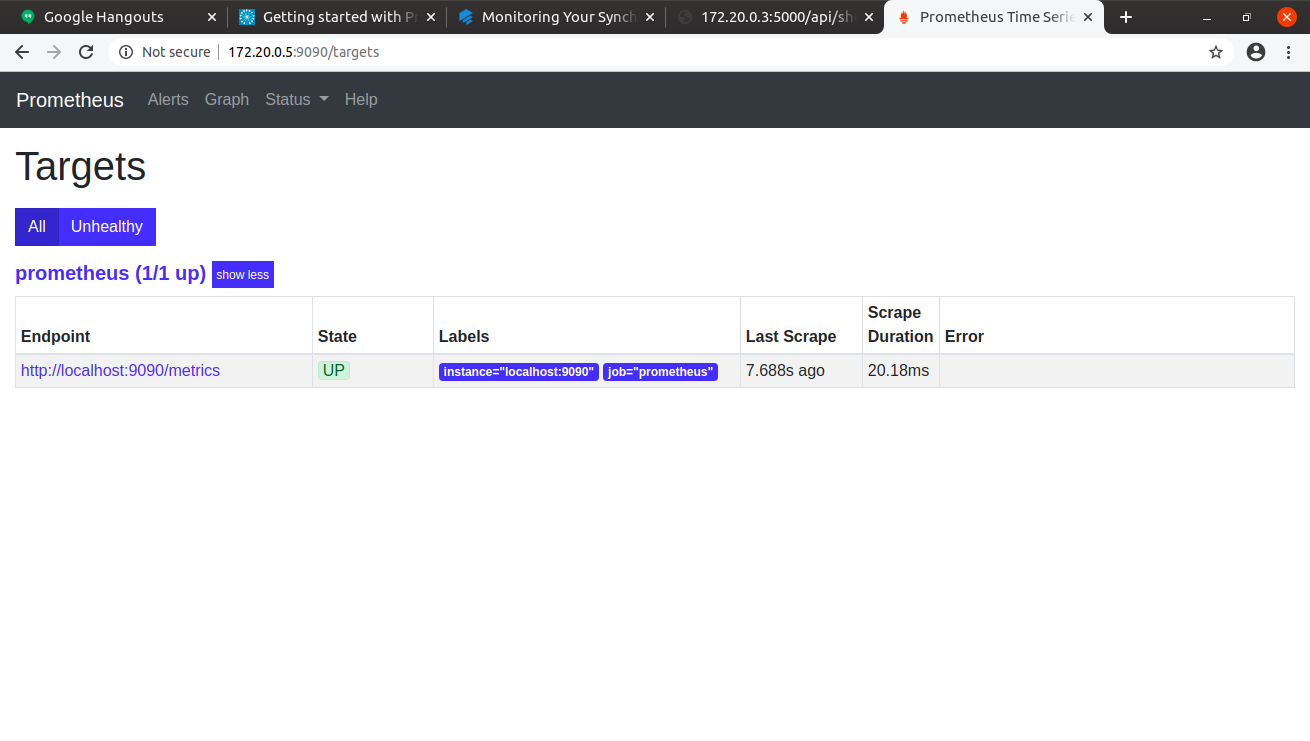 Google Hangouts
Getting started with Pr
Monitoring Your Synch
172.20.0.3:5000/api/sh
Prometheus Time Serie
Not secure 172.20.0.5:9090/targets
Prometheus Alerts Graph Status Help
Targets
All Unhealthy
prometheus (1/1 up) show less
Endpoint State Labels Last Scrape Scrape Duration Error
http://localhost:9090/metrics UP instance="localhost:9090" job="prometheus" 7.688s ago 20.18ms